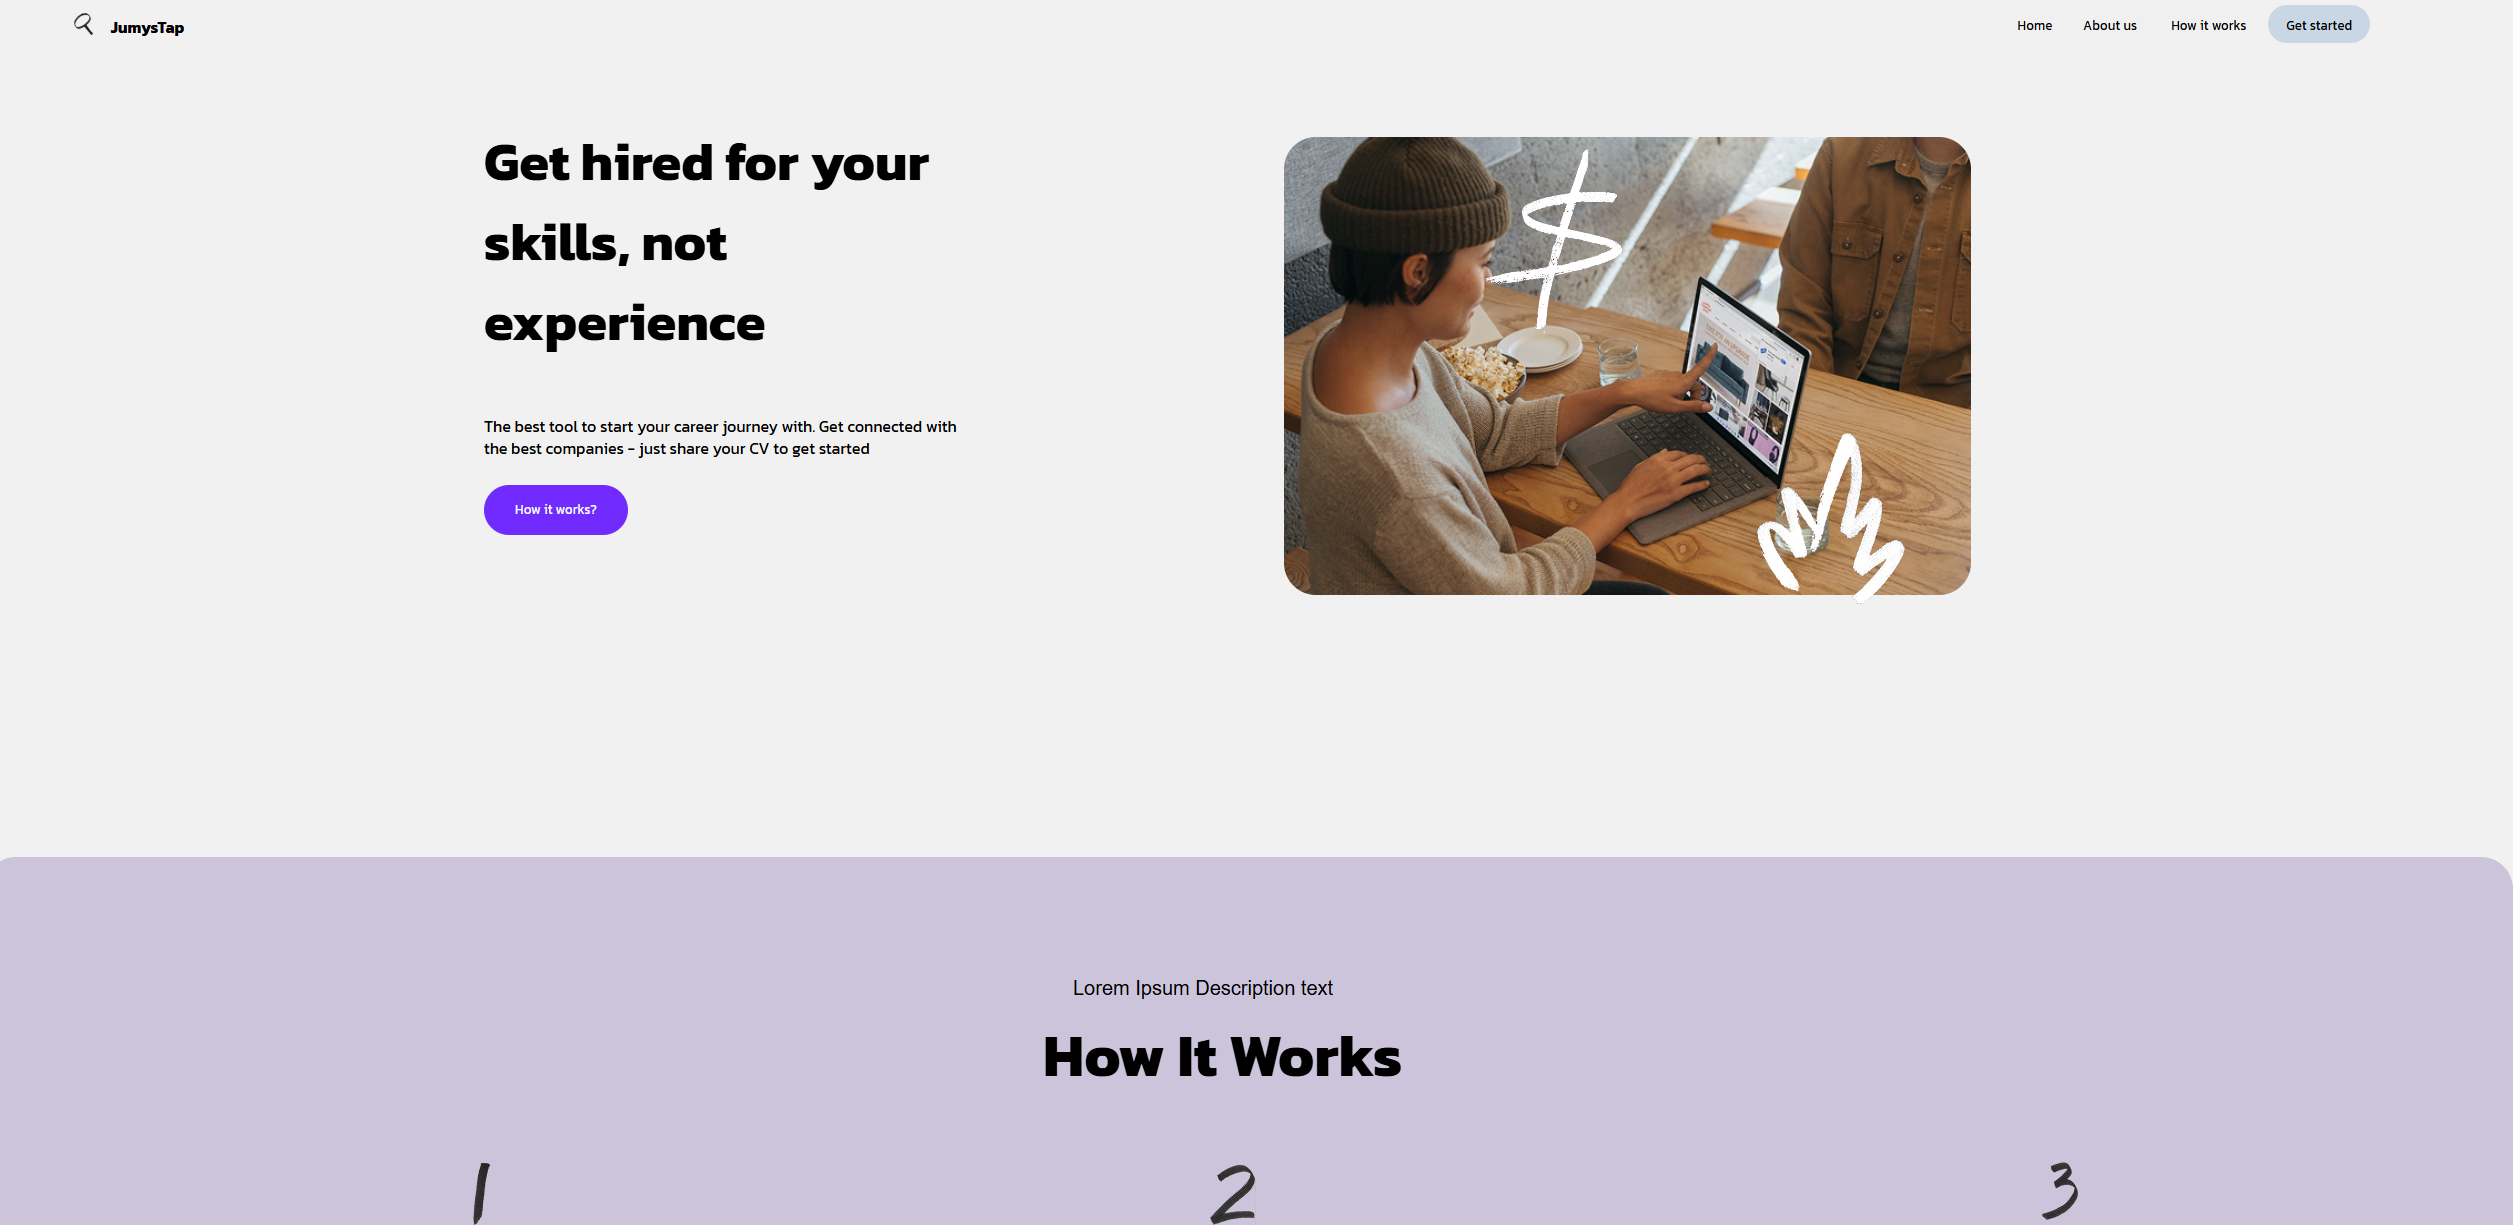 JumysTap
Home
About us
How it works
Get started
Get hired for your
skills, not
experience
$
The best tool to start your career journey with. Get connected with
the best companies - just share your CV to get started
How it works?
Lorem Ipsum Description text
How It Works
1
2
3